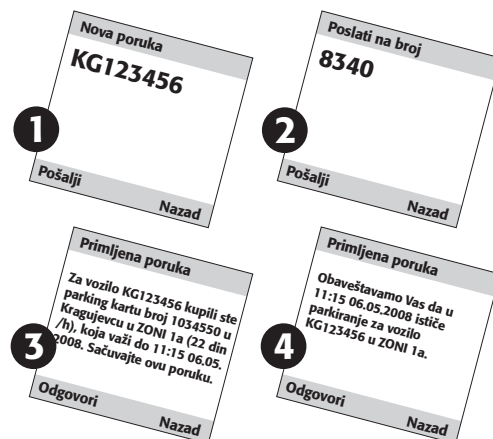 Nova poruka
KG123456
1
Pošalji
Nazad
Poslati na broj
8340
2
Pošalji
Nazad
Primljena poruka
Za vozilo KG123456 kupili ste
parking kartu broj 1034550 u
Kragujevcu u ZONI 1a (22 din
/h), koja važi do 11:15 06.05.
2008. Sačuvajte ovu poruku.
3
Odgovori
Nazad
Primljena poruka
Obaveštavamo Vas da u
11:15 06.05.2008 ističe
parkiranje za vozilo
KG123456 u ZONI 1a.
4
Odgovori
Nazad